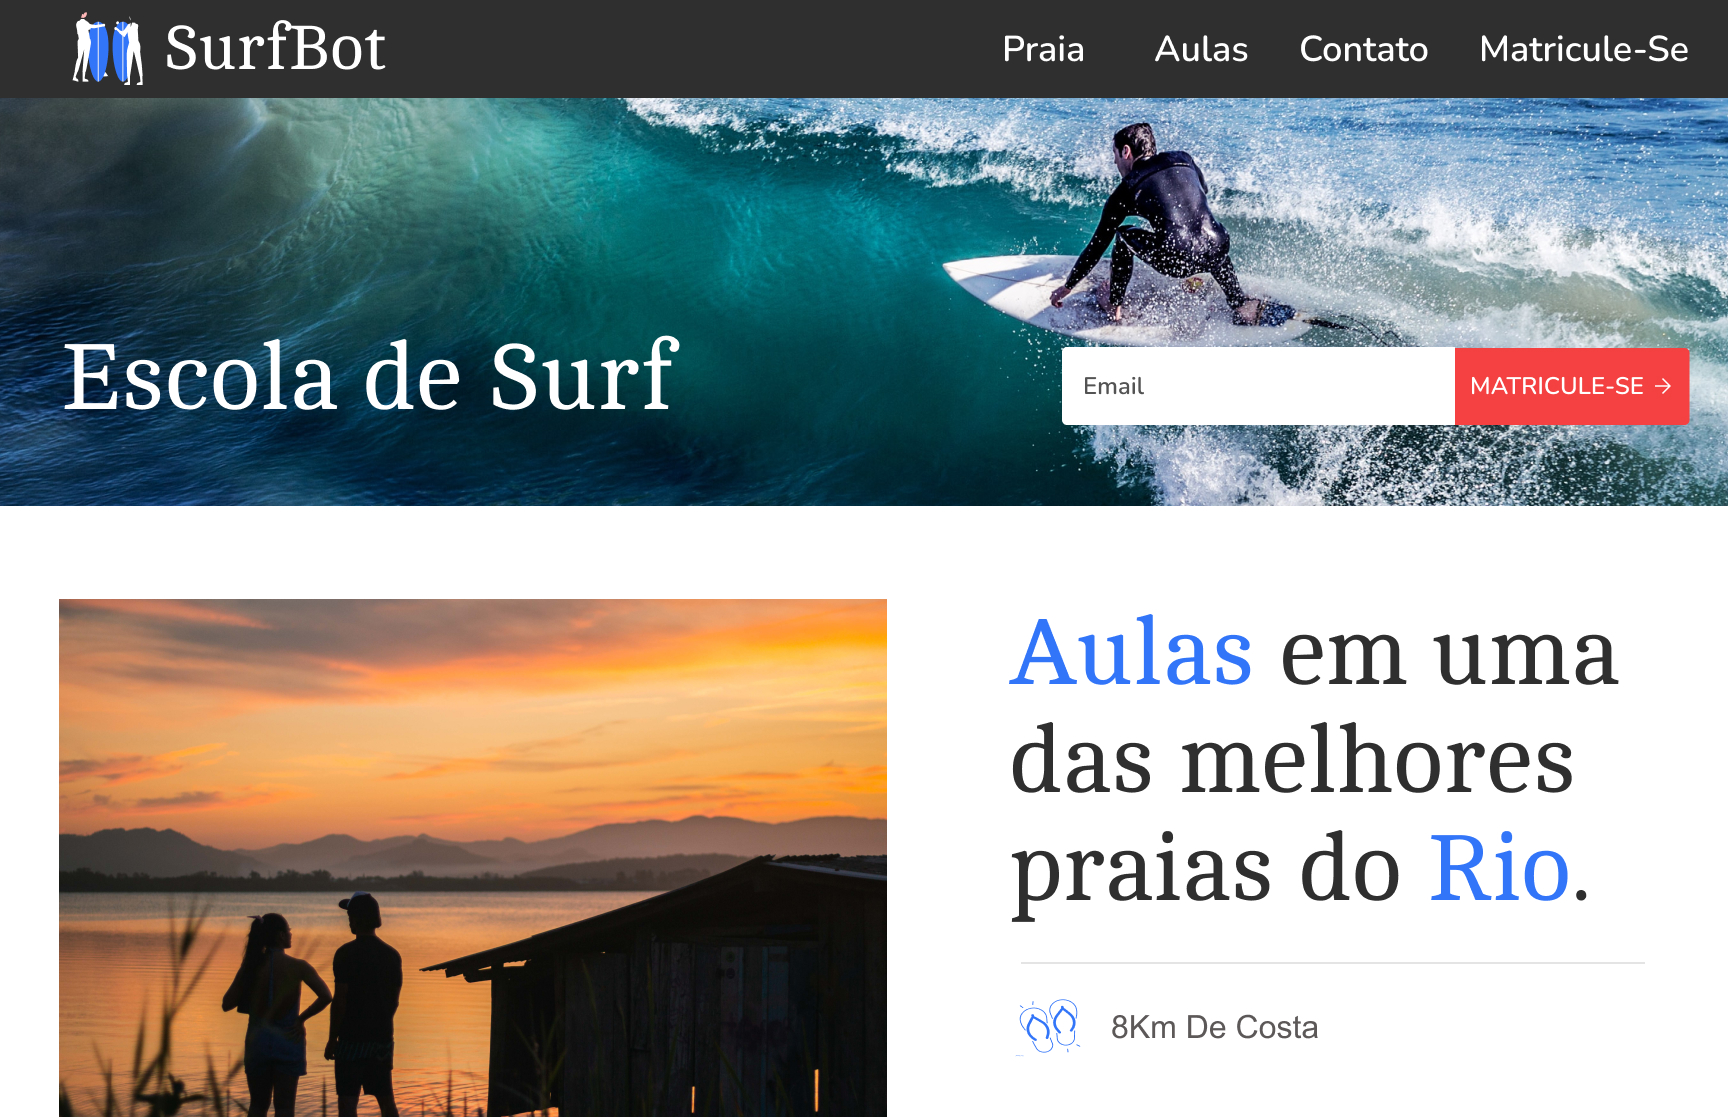 SurfBot
Praia Aulas Contato Matricule-Se
Escola de Surf
Email
MATRICULE-SE →
Aulas em uma
das melhores
praias do Rio.
8Km De Costa